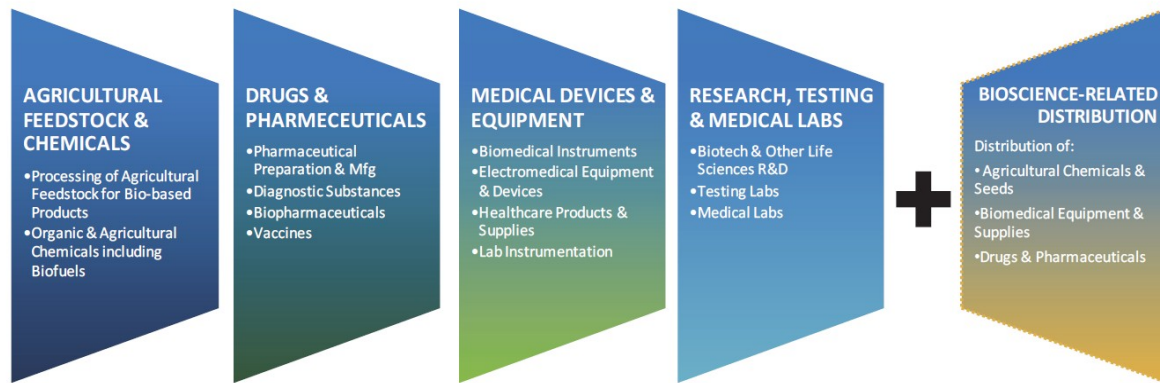 AGRICULTURAL
FEEDSTOCK &
CHEMICALS
•Processing of Agricultural
Feedstock for Bio-based
Products
•Organic & Agricultural
Chemicals including
Biofuels
DRUGS &
PHARMECEUTICALS
•Pharmaceutical
Preparation & Mfg
•Diagnostic Substances
•Biopharmaceuticals
•Vaccines
MEDICAL DEVICES &
EQUIPMENT
•Biomedical Instruments
•Electromedical Equipment
& Devices
•Healthcare Products &
Supplies
•Lab Instrumentation
RESEARCH, TESTING
& MEDICAL LABS
•Biotech & Other Life
Sciences R&D
•Testing Labs
•Medical Labs
BIOSCIENCE-RELATED
DISTRIBUTION
Distribution of:
•Agricultural Chemicals &
Seeds
•Biomedical Equipment &
Supplies
•Drugs & Pharmaceuticals